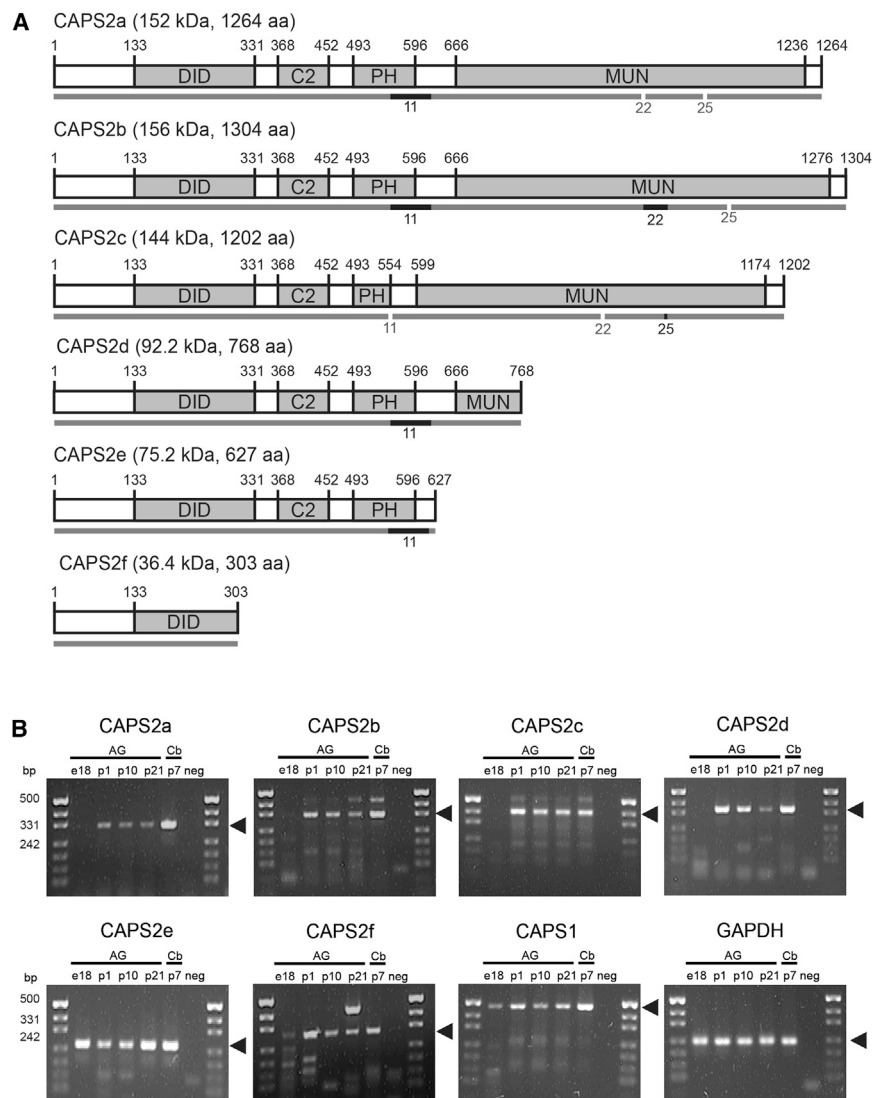 A
CAPS2a (152 kDa, 1264 aa)
1 133 331 368 452 493 596 666 1236 1264
DID C2 PH MUN
11 22 25
CAPS2b (156 kDa, 1304 aa)
1 133 331 368 452 493 596 666 1276 1304
DID C2 PH MUN
11 22 25
CAPS2c (144 kDa, 1202 aa)
1 133 331 368 452 493 554 599 1174 1202
DID C2 PH MUN
11 22 25
CAPS2d (92.2 kDa, 768 aa)
1 133 331 368 452 493 596 666 768
DID C2 PH MUN
11
CAPS2e (75.2 kDa, 627 aa)
1 133 331 368 452 493 596 627
DID C2 PH
11
CAPS2f (36.4 kDa, 303 aa)
1 133 303
DID
B
CAPS2a CAPS2b CAPS2c CAPS2d
AG Cb AG Cb AG Cb AG Cb
bp e18 p1 p10 p21 p7 neg e18 p1 p10 p21 p7 neg e18 p1 p10 p21 p7 neg e18 p1 p10 p21 p7 neg
500
331
242
CAPS2e CAPS2f CAPS1 GAPDH
AG Cb AG Cb AG Cb AG Cb
bp e18 p1 p10 p21 p7 neg e18 p1 p10 p21 p7 neg e18 p1 p10 p21 p7 neg e18 p1 p10 p21 p7 neg
500
331
242